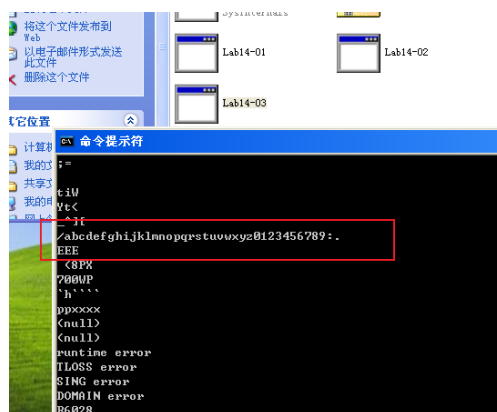 Sysinternals
将这个文件发布到
Web
以电子邮件形式发送
此文件
删除这个文件
Lab14-01
Lab14-02
Lab14-03
其它位置
我的文
共享文
我的电
命令提示符
;=
tiW
Yt<
_^][
/abcdefghijklmnopqrstuvwxyz0123456789:.
EEE
<8PX
700WP
`h````
ppxxxx
(null)
(null)
runtime error
TLOSS error
SING error
DOMAIN error
R6028